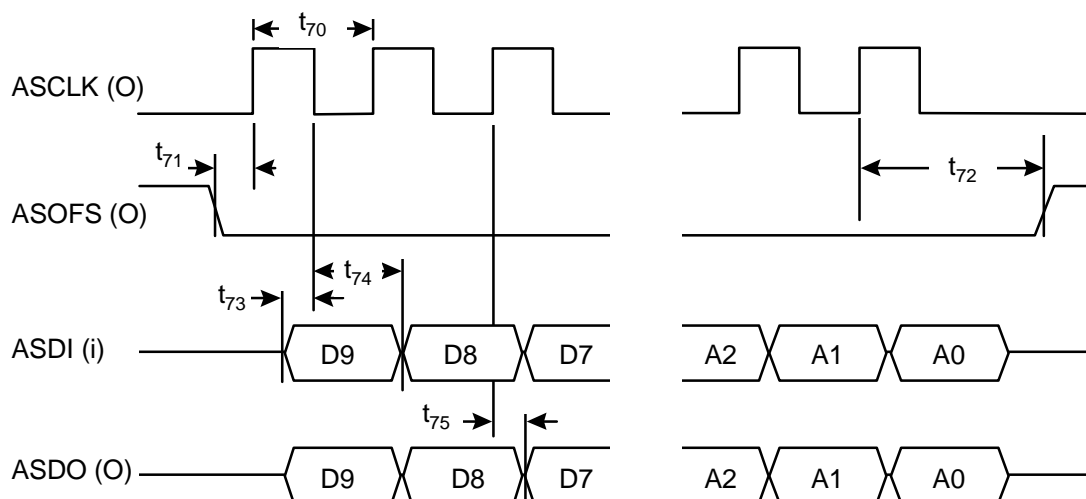 t70
ASCLK (O)
t71
t72
ASOFS (O)
t74
t73
ASDI (i) D9 D8 D7 A2 A1 A0
t75
ASDO (O) D9 D8 D7 A2 A1 A0